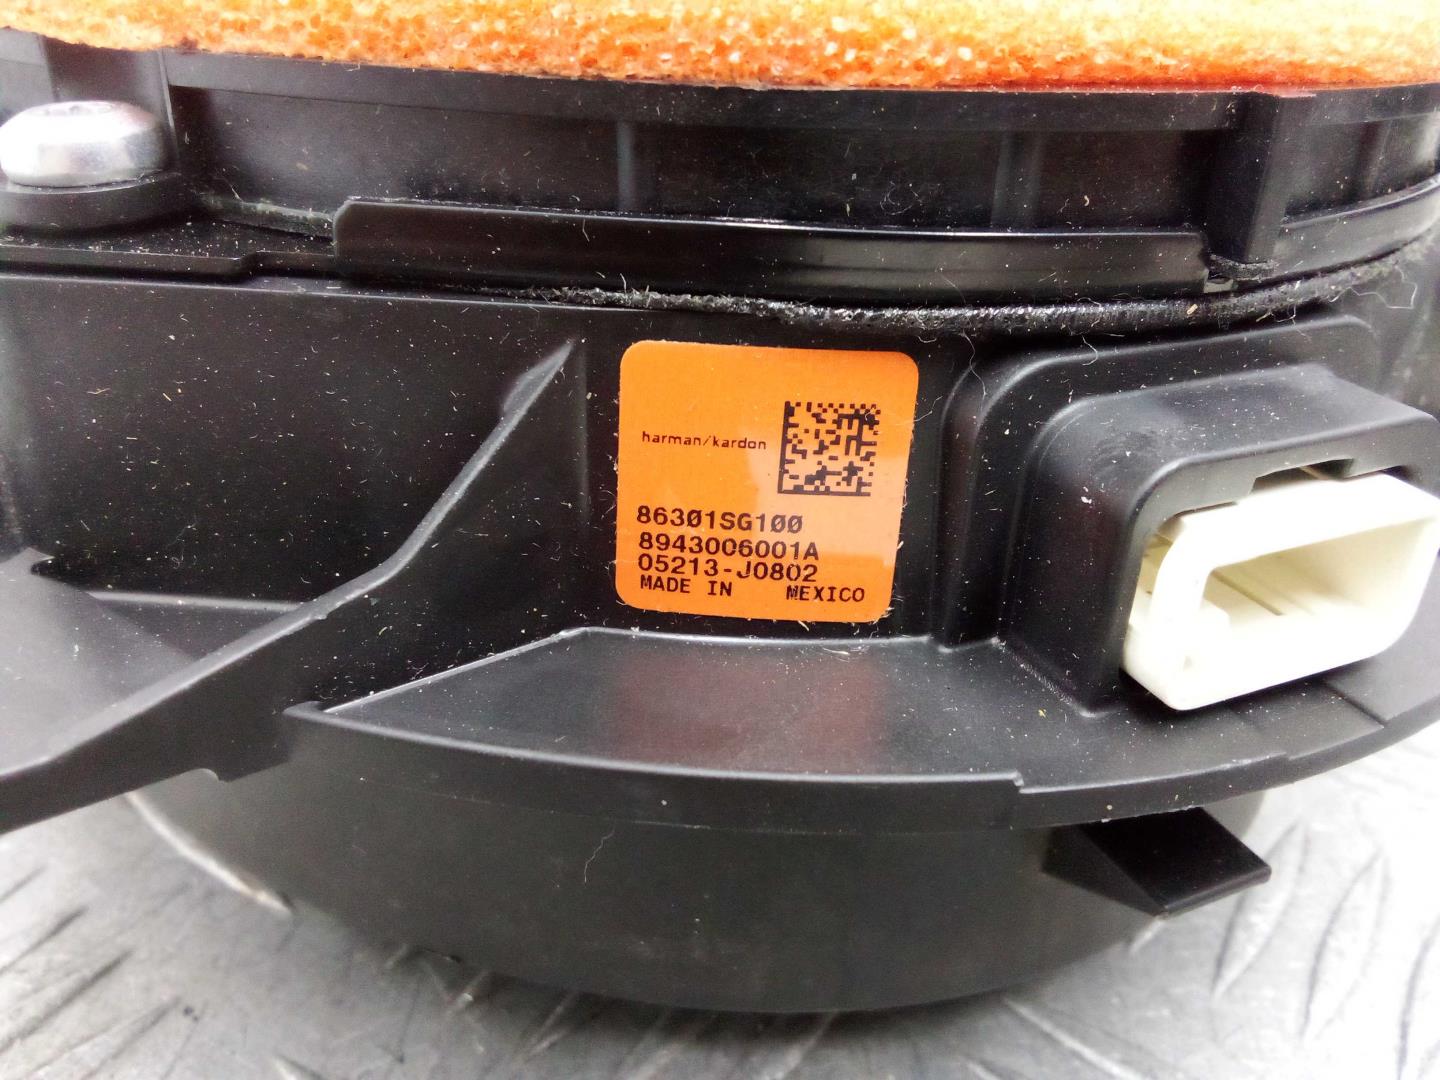 harman/kardon
86301SG100
8943006001A
05213-J0802
MADE IN MEXICO